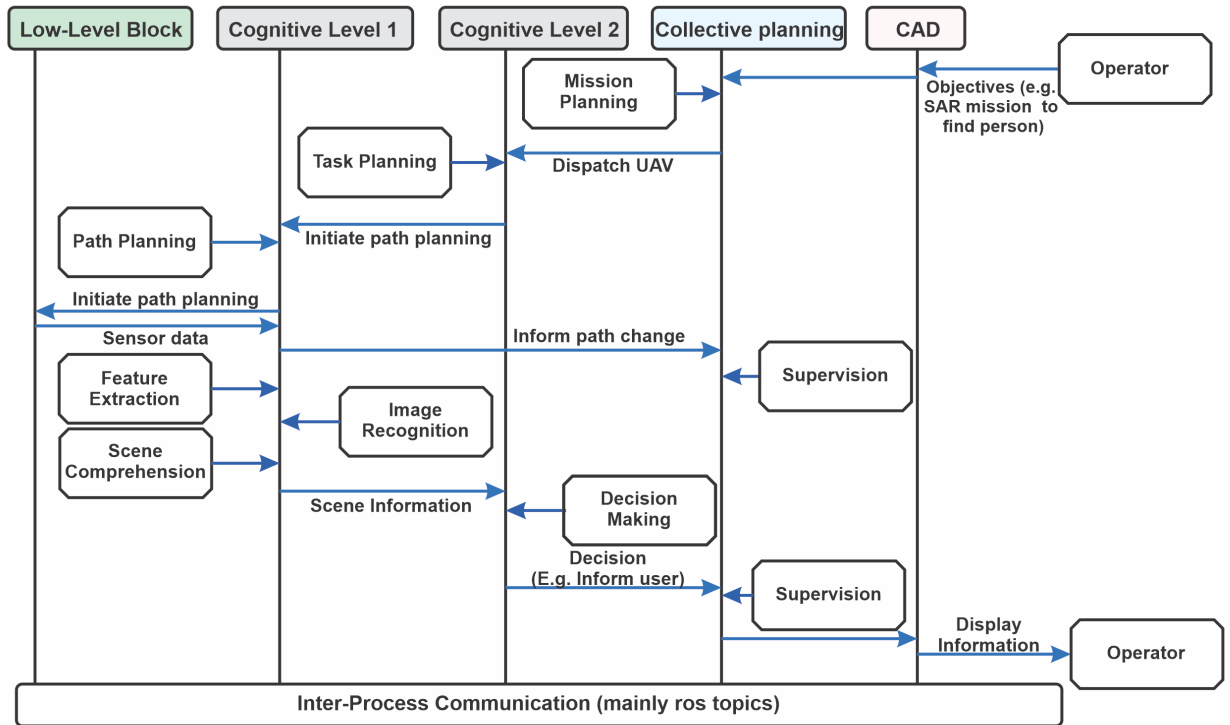 Low-Level Block
Cognitive Level 1
Cognitive Level 2
Collective planning
CAD
Operator
Objectives (e.g.
SAR mission to
find person)
Mission
Planning
Dispatch UAV
Task Planning
Initiate path planning
Path Planning
Initiate path planning
Sensor data
Inform path change
Supervision
Feature
Extraction
Image
Recognition
Scene
Comprehension
Scene Information
Decision
Making
Decision
(E.g. Inform user)
Supervision
Display
Information
Operator
Inter-Process Communication (mainly ros topics)